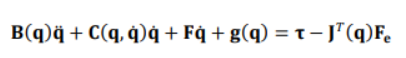 B(q)q̈ + C(q, q̇)q̇ + Fq̇ + g(q) = τ − Jᵀ(q)Fₑ